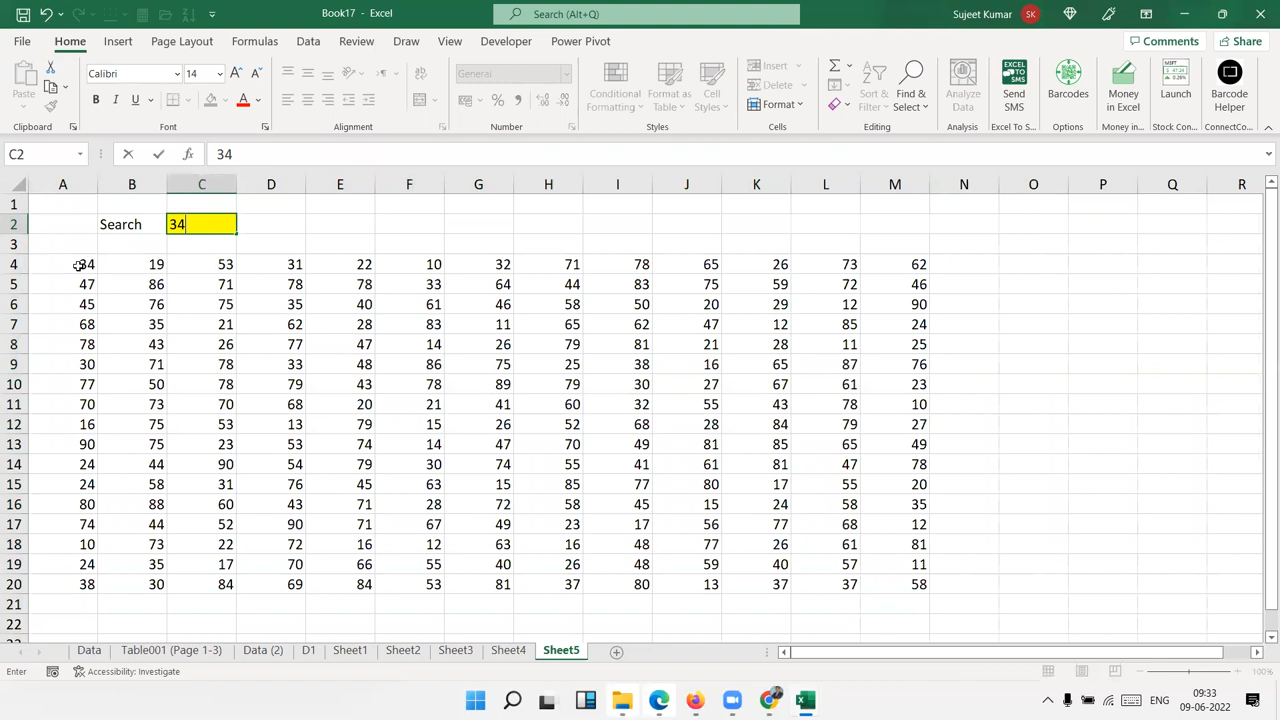 Book17 - Excel
Search (Alt+Q)
Sujeet Kumar SK
File Home Insert Page Layout Formulas Data Review View Draw Developer Power Pivot
Comments Share
Calibri 14
General
Paste
B I U
Conditional Formatting
Format as Table
Cell Styles
Insert
Delete
Format
Sort & Filter
Find & Select
Analyze Data
Send SMS
Barcodes
Money in Excel
Launch
Barcode Helper
Clipboard Font Alignment Number Styles Cells Editing Analysis Excel To S... Options Money in... Stock Con... ConnectCo...
C2 fx 34
A B C D E F G H I J K L M N O P Q R
1
2 Search 34
3
4 34 19 53 31 22 10 32 71 78 65 26 73 62
5 47 86 71 78 78 33 64 44 83 75 59 72 46
6 45 76 75 35 40 61 46 58 50 20 29 12 90
7 68 35 21 62 28 83 11 65 62 47 12 85 24
8 78 43 26 77 47 14 26 79 81 21 28 11 25
9 30 71 78 33 48 86 75 25 38 16 65 87 76
10 77 50 78 79 43 78 89 79 30 27 67 61 23
11 70 73 70 68 20 21 41 60 32 55 43 78 10
12 16 75 53 13 79 15 26 52 68 28 84 79 27
13 90 75 23 53 74 14 47 70 49 81 85 65 49
14 24 44 90 54 79 30 74 55 41 61 81 47 78
15 24 58 31 76 45 63 15 85 77 80 17 55 20
16 80 88 60 43 71 28 72 58 45 15 24 58 35
17 74 44 52 90 71 67 49 23 17 56 77 68 12
18 10 73 22 72 16 12 63 16 48 77 26 61 81
19 24 35 17 70 66 55 40 26 48 59 40 57 11
20 38 30 84 69 84 53 81 37 80 13 37 37 58
21
22
Data Table001 (Page 1-3) Data (2) D1 Sheet1 Sheet2 Sheet3 Sheet4 Sheet5
Enter Accessibility: Investigate 100%
ENG 09:33
09-06-2022